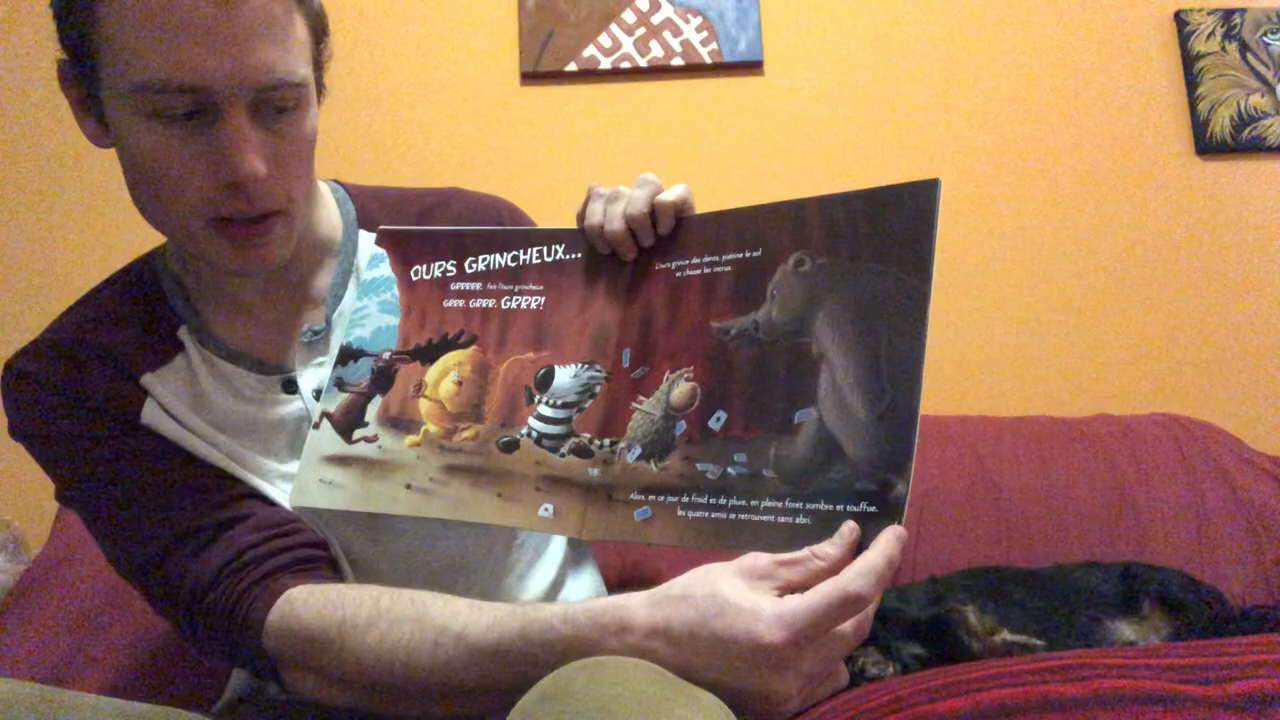 OURS GRINCHEUX...
GRRRRR, fait l'ours grincheux.
GRRR, GRRR, GRRR!
L'ours grince des dents, piétine le sol
et chasse les intrus.
Alors, en ce jour de froid et de pluie, en pleine forêt sombre et touffue,
les quatre amis se retrouvent sans abri.